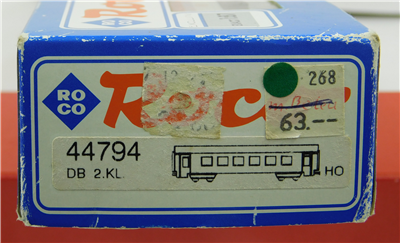 ROCO
Roco
268
63.--
44794
DB 2.KL.
HO